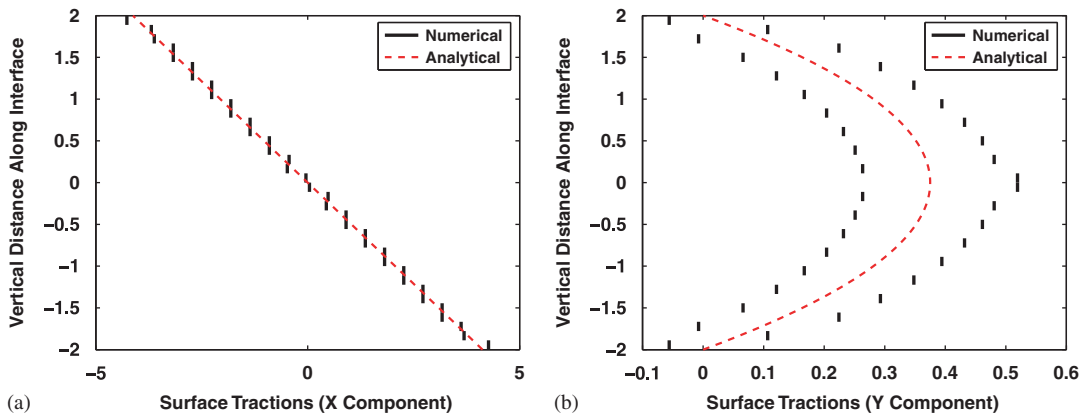 2
1.5
1
0.5
0
−0.5
−1
−1.5
−2
Vertical Distance Along Interface
Numerical
Analytical
−5
0
5
(a)
Surface Tractions (X Component)
2
1.5
1
0.5
0
−0.5
−1
−1.5
−2
Vertical Distance Along Interface
Numerical
Analytical
−0.1
0
0.1
0.2
0.3
0.4
0.5
0.6
(b)
Surface Tractions (Y Component)